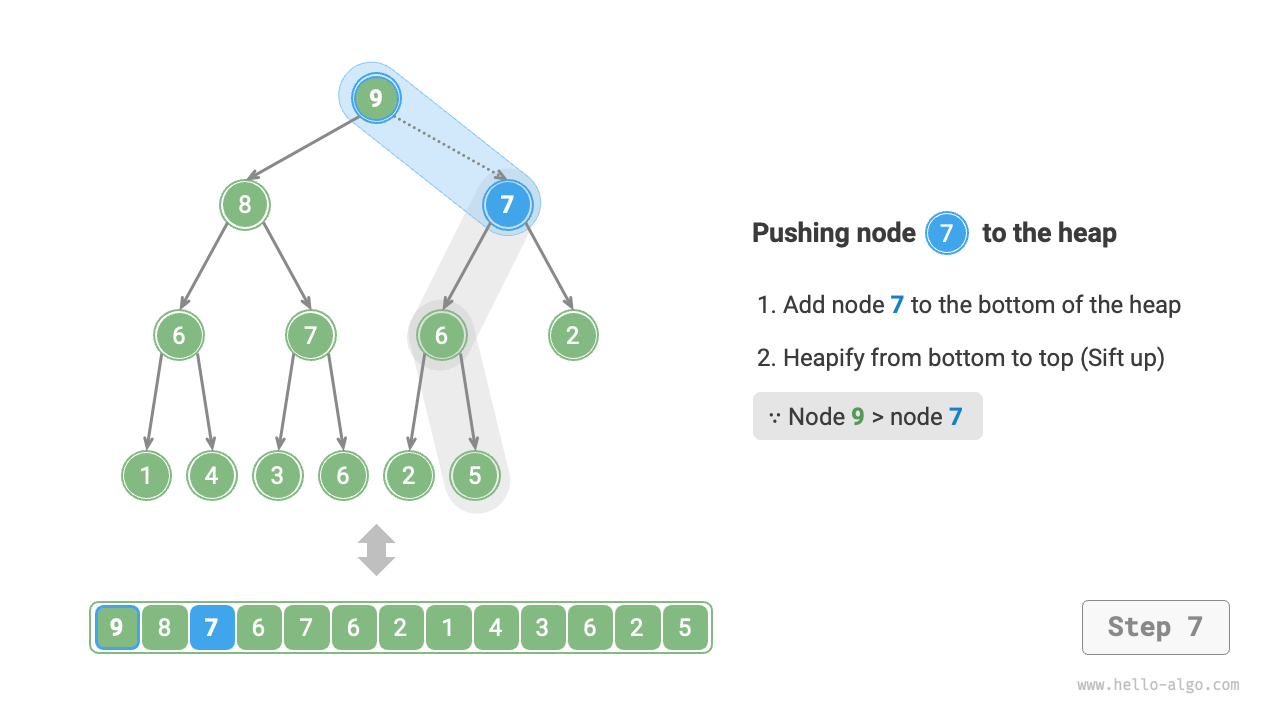 9
8 7
6 7 6 2
1 4 3 6 2 5
9 8 7 6 7 6 2 1 4 3 6 2 5
Pushing node 7 to the heap
1. Add node 7 to the bottom of the heap
2. Heapify from bottom to top (Sift up)
∵ Node 9 > node 7
Step 7
www.hello-algo.com